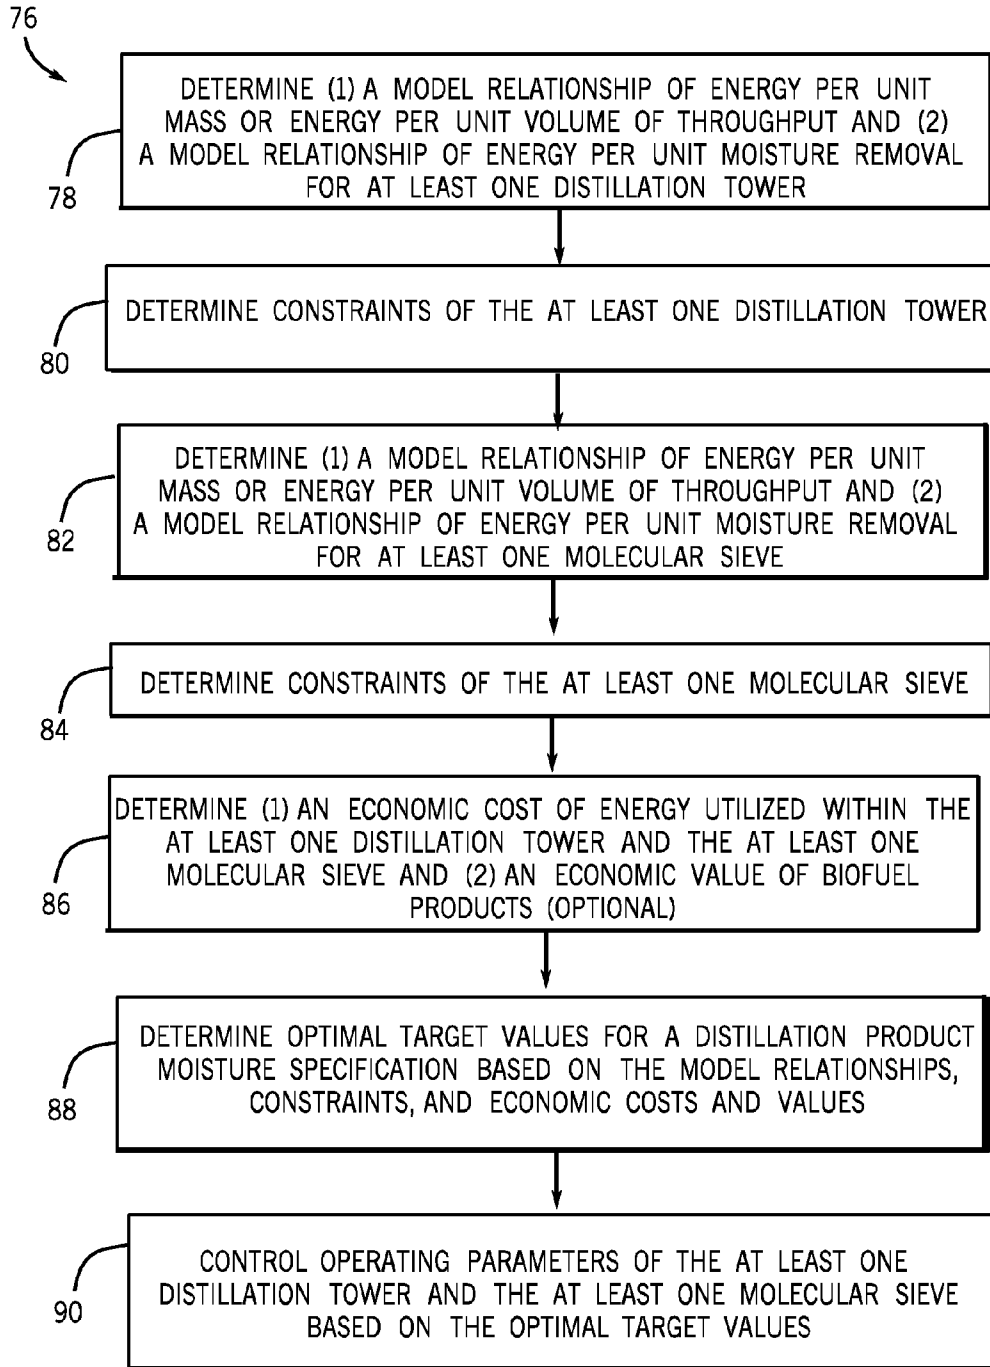 76
DETERMINE (1) A MODEL RELATIONSHIP OF ENERGY PER UNIT
MASS OR ENERGY PER UNIT VOLUME OF THROUGHPUT AND (2)
A MODEL RELATIONSHIP OF ENERGY PER UNIT MOISTURE REMOVAL
FOR AT LEAST ONE DISTILLATION TOWER
78
DETERMINE CONSTRAINTS OF THE AT LEAST ONE DISTILLATION TOWER
80
DETERMINE (1) A MODEL RELATIONSHIP OF ENERGY PER UNIT
MASS OR ENERGY PER UNIT VOLUME OF THROUGHPUT AND (2)
A MODEL RELATIONSHIP OF ENERGY PER UNIT MOISTURE REMOVAL
FOR AT LEAST ONE MOLECULAR SIEVE
82
DETERMINE CONSTRAINTS OF THE AT LEAST ONE MOLECULAR SIEVE
84
DETERMINE (1) AN ECONOMIC COST OF ENERGY UTILIZED WITHIN THE
AT LEAST ONE DISTILLATION TOWER AND THE AT LEAST ONE
MOLECULAR SIEVE AND (2) AN ECONOMIC VALUE OF BIOFUEL
PRODUCTS (OPTIONAL)
86
DETERMINE OPTIMAL TARGET VALUES FOR A DISTILLATION PRODUCT
MOISTURE SPECIFICATION BASED ON THE MODEL RELATIONSHIPS,
CONSTRAINTS, AND ECONOMIC COSTS AND VALUES
88
CONTROL OPERATING PARAMETERS OF THE AT LEAST ONE
DISTILLATION TOWER AND THE AT LEAST ONE MOLECULAR SIEVE
BASED ON THE OPTIMAL TARGET VALUES
90